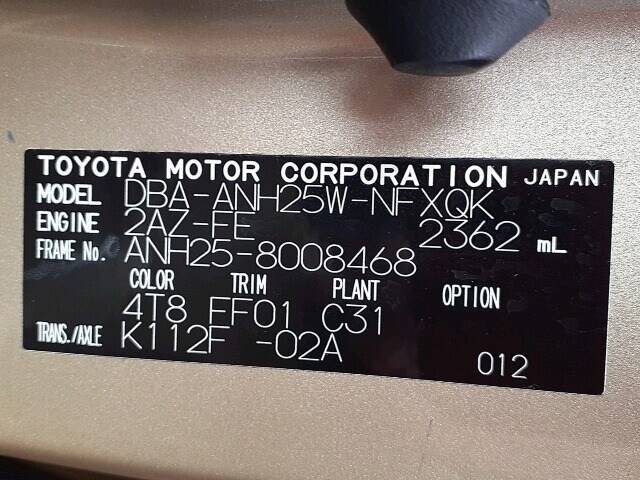 TOYOTA MOTOR CORPORATION JAPAN
MODEL DBA-ANH25W-NFXQK
ENGINE 2AZ-FE 2362 mL
FRAME No. ANH25-8008468
COLOR TRIM PLANT OPTION
4T8 FF01 C31
TRANS./AXLE K112F -02A
012